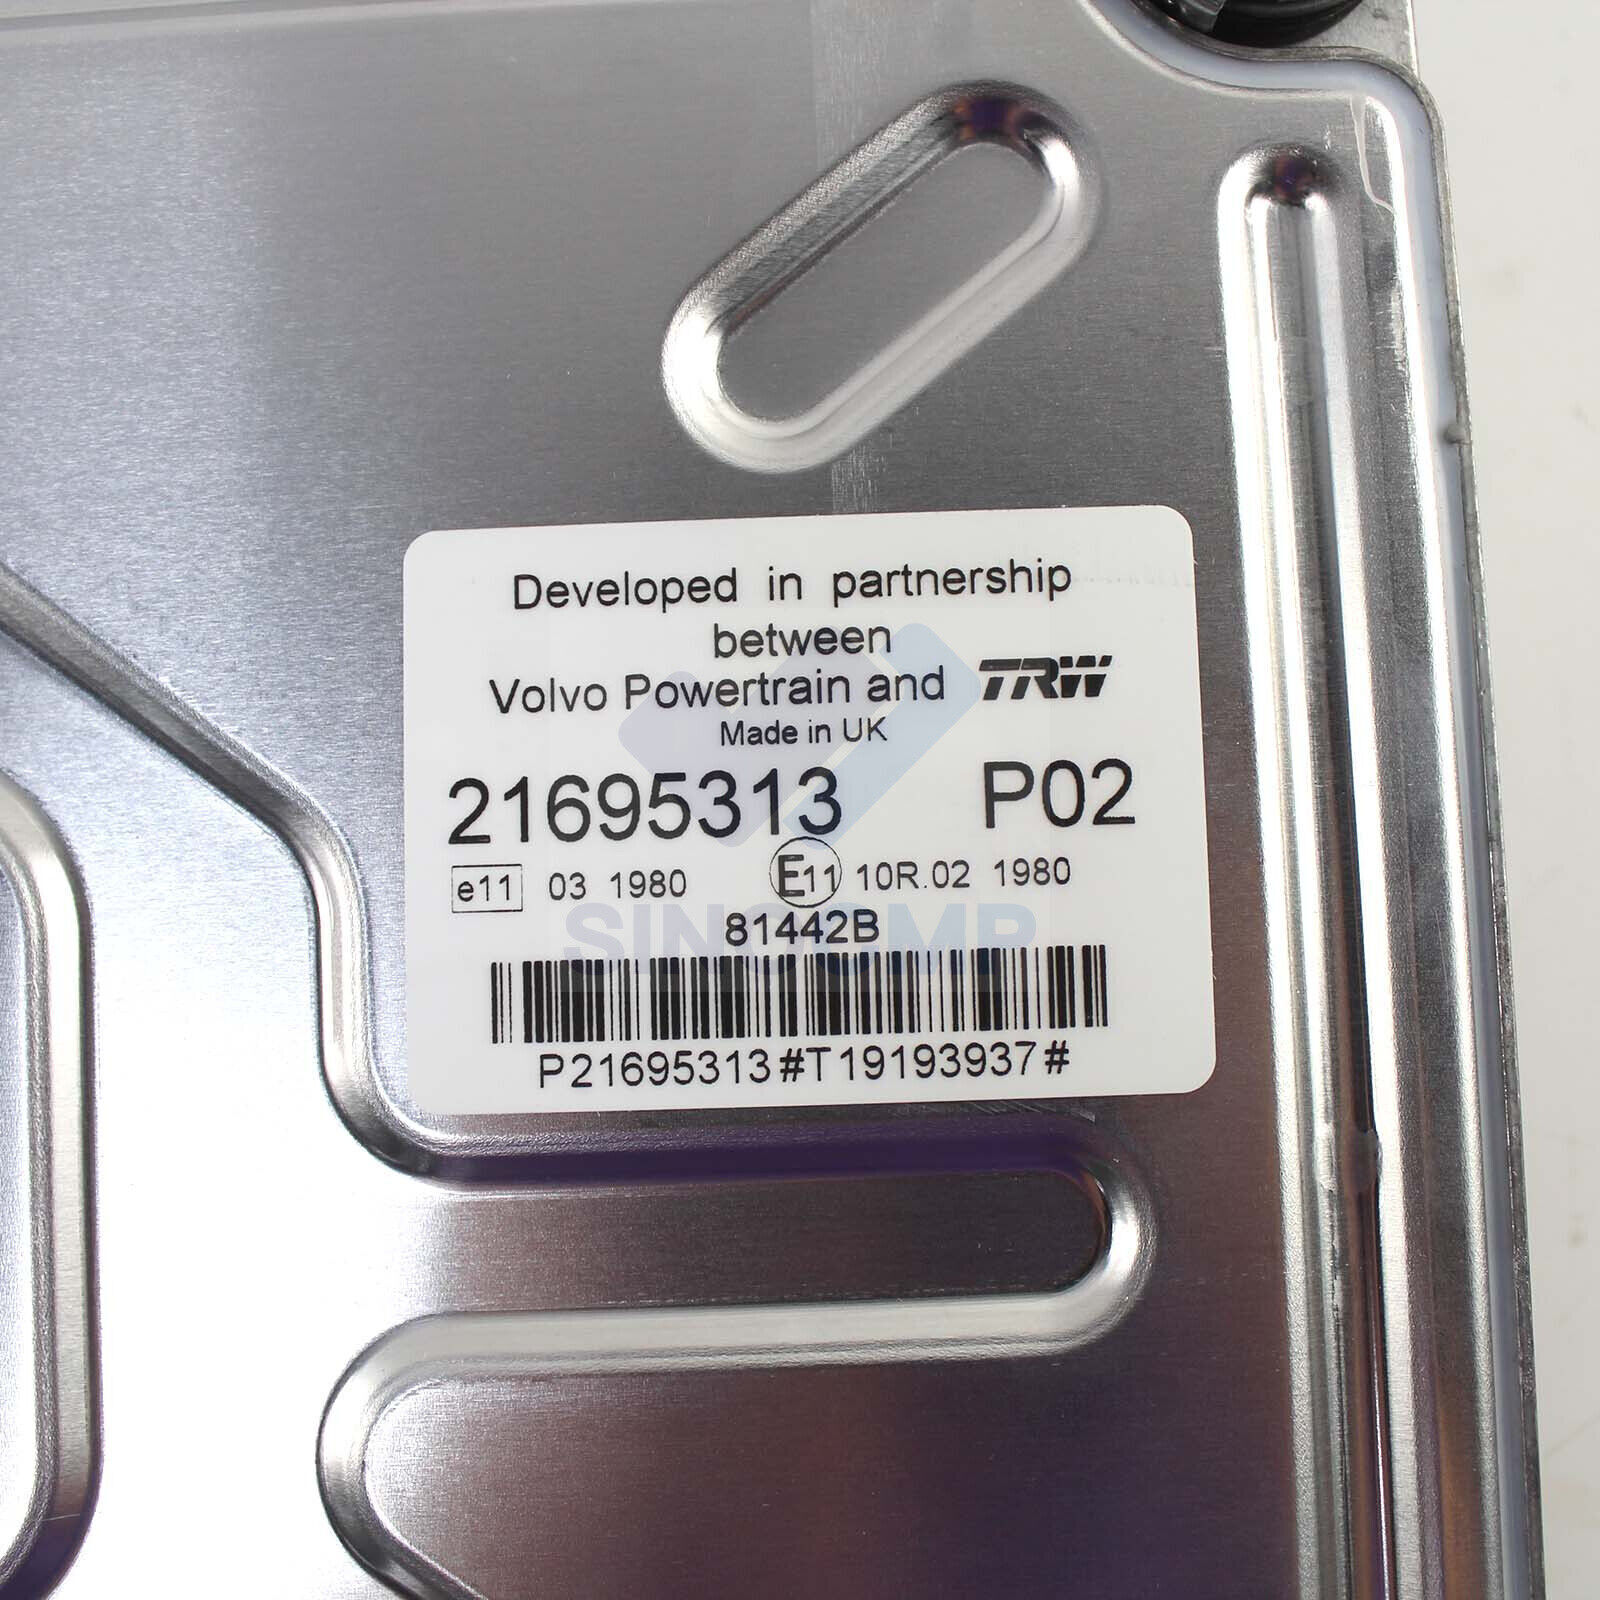 Developed in partnership
between
Volvo Powertrain and TRW
Made in UK
21695313 P02
e11 03 1980 E11 10R.02 1980
81442B
SINOCMP
P21695313#T19193937#